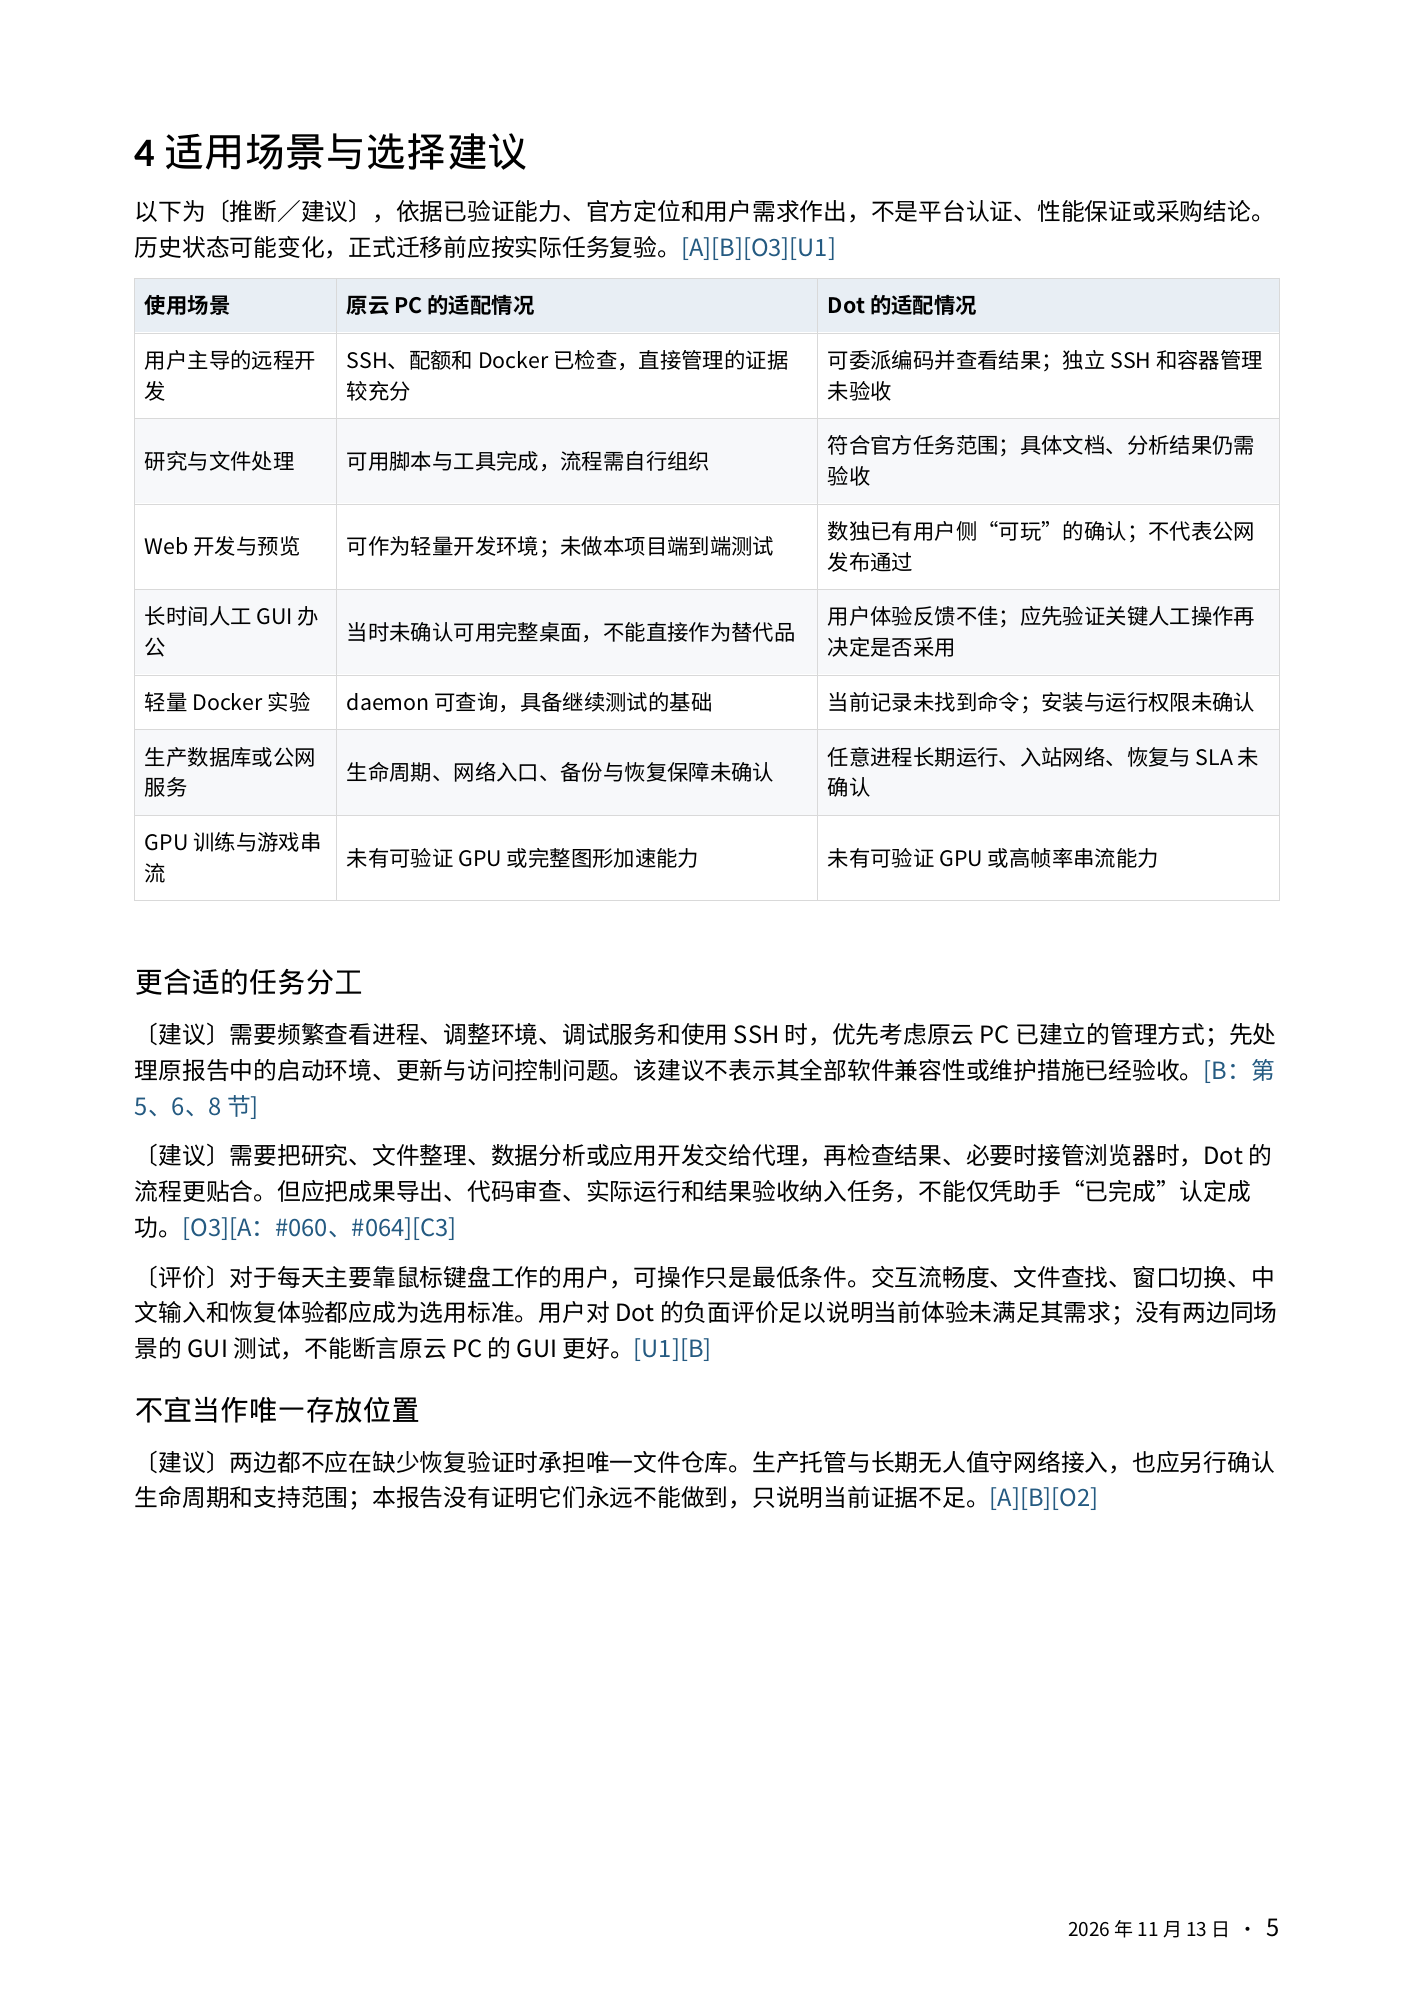 4 适用场景与选择建议
以下为〔推断／建议〕，依据已验证能力、官方定位和用户需求作出，不是平台认证、性能保证或采购结论。
历史状态可能变化，正式迁移前应按实际任务复验。[A][B][O3][U1]
使用场景
原云 PC 的适配情况
Dot 的适配情况
用户主导的远程开
发
SSH、配额和 Docker 已检查，直接管理的证据
较充分
可委派编码并查看结果；独立 SSH 和容器管理
未验收
研究与文件处理
可用脚本与工具完成，流程需自行组织
符合官方任务范围；具体文档、分析结果仍需
验收
Web 开发与预览
可作为轻量开发环境；未做本项目端到端测试
数独已有用户侧“可玩”的确认；不代表公网
发布通过
长时间人工 GUI 办
公
当时未确认可用完整桌面，不能直接作为替代品
用户体验反馈不佳；应先验证关键人工操作再
决定是否采用
轻量 Docker 实验
daemon 可查询，具备继续测试的基础
当前记录未找到命令；安装与运行权限未确认
生产数据库或公网
服务
生命周期、网络入口、备份与恢复保障未确认
任意进程长期运行、入站网络、恢复与 SLA 未
确认
GPU 训练与游戏串
流
未有可验证 GPU 或完整图形加速能力
未有可验证 GPU 或高帧率串流能力
更合适的任务分工
〔建议〕需要频繁查看进程、调整环境、调试服务和使用 SSH 时，优先考虑原云 PC 已建立的管理方式；先处
理原报告中的启动环境、更新与访问控制问题。该建议不表示其全部软件兼容性或维护措施已经验收。[B：第
5、6、8 节]
〔建议〕需要把研究、文件整理、数据分析或应用开发交给代理，再检查结果、必要时接管浏览器时，Dot 的
流程更贴合。但应把成果导出、代码审查、实际运行和结果验收纳入任务，不能仅凭助手“已完成”认定成
功。[O3][A：#060、#064][C3]
〔评价〕对于每天主要靠鼠标键盘工作的用户，可操作只是最低条件。交互流畅度、文件查找、窗口切换、中
文输入和恢复体验都应成为选用标准。用户对 Dot 的负面评价足以说明当前体验未满足其需求；没有两边同场
景的 GUI 测试，不能断言原云 PC 的 GUI 更好。[U1][B]
不宜当作唯一存放位置
〔建议〕两边都不应在缺少恢复验证时承担唯一文件仓库。生产托管与长期无人值守网络接入，也应另行确认
生命周期和支持范围；本报告没有证明它们永远不能做到，只说明当前证据不足。[A][B][O2]
2026 年 11 月 13 日 · 5